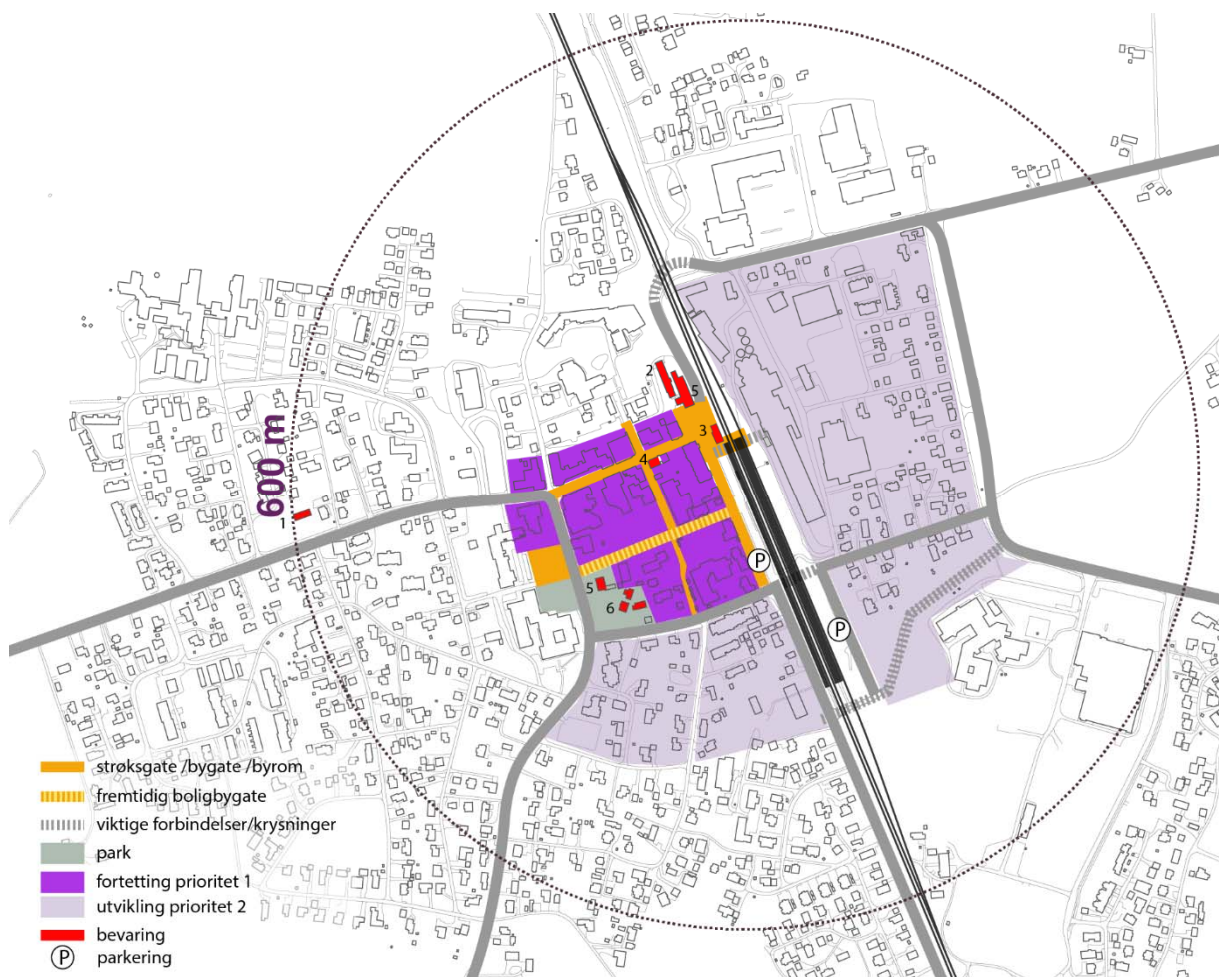 2
5
3
4
600 m
1
P
5
6
P
strøksgate /bygate /byrom
fremtidig boligbygate
viktige forbindelser/krysninger
park
fortetting prioritet 1
utvikling prioritet 2
bevaring
P parkering